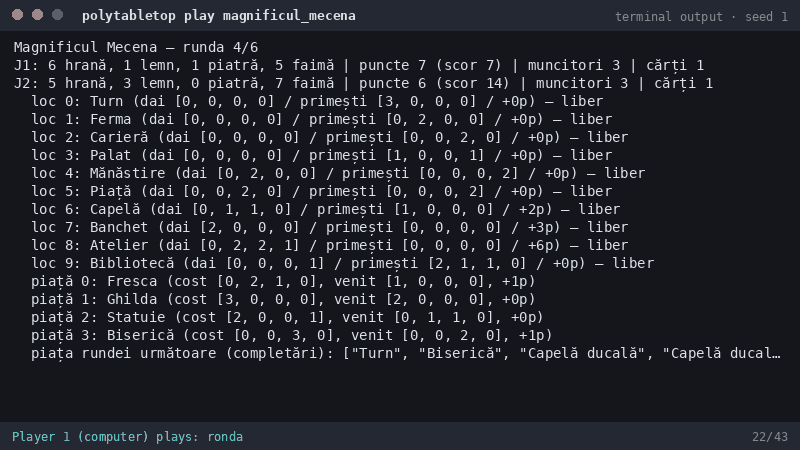 polytabletop play magnificul_mecena
terminal output · seed 1
Magnificul Mecena — runda 4/6
J1: 6 hrană, 1 lemn, 1 piatră, 5 faimă | puncte 7 (scor 7) | muncitori 3 | cărți 1
J2: 5 hrană, 3 lemn, 0 piatră, 7 faimă | puncte 6 (scor 14) | muncitori 3 | cărți 1
loc 0: Turn (dai [0, 0, 0, 0] / primești [3, 0, 0, 0] / +0p) — liber
loc 1: Ferma (dai [0, 0, 0, 0] / primești [0, 2, 0, 0] / +0p) — liber
loc 2: Carieră (dai [0, 0, 0, 0] / primești [0, 0, 2, 0] / +0p) — liber
loc 3: Palat (dai [0, 0, 0, 0] / primești [1, 0, 0, 1] / +0p) — liber
loc 4: Mănăstire (dai [0, 2, 0, 0] / primești [0, 0, 0, 2] / +0p) — liber
loc 5: Piață (dai [0, 0, 2, 0] / primești [0, 0, 0, 2] / +0p) — liber
loc 6: Capelă (dai [0, 1, 1, 0] / primești [1, 0, 0, 0] / +2p) — liber
loc 7: Banchet (dai [2, 0, 0, 0] / primești [0, 0, 0, 0] / +3p) — liber
loc 8: Atelier (dai [0, 2, 2, 1] / primești [0, 0, 0, 0] / +6p) — liber
loc 9: Bibliotecă (dai [0, 0, 0, 1] / primești [2, 1, 1, 0] / +0p) — liber
piață 0: Fresca (cost [0, 2, 1, 0], venit [1, 0, 0, 0], +1p)
piață 1: Ghilda (cost [3, 0, 0, 0], venit [2, 0, 0, 0], +0p)
piață 2: Statuie (cost [2, 0, 0, 1], venit [0, 1, 1, 0], +0p)
piață 3: Biserică (cost [0, 0, 3, 0], venit [0, 0, 2, 0], +1p)
piața rundei următoare (completări): ["Turn", "Biserică", "Capelă ducală", "Capelă ducal…
Player 1 (computer) plays: ronda
22/43